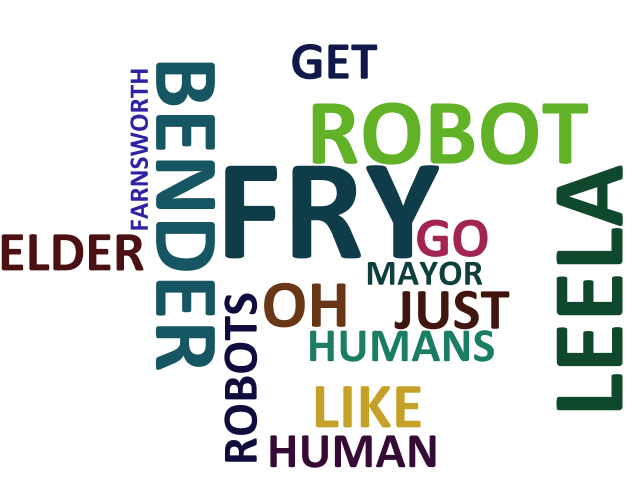 GET
FARNSWORTH
BENDER
ROBOT
FRY
LEELA
GO
ELDER
MAYOR
OH
JUST
ROBOTS
HUMANS
LIKE
HUMAN